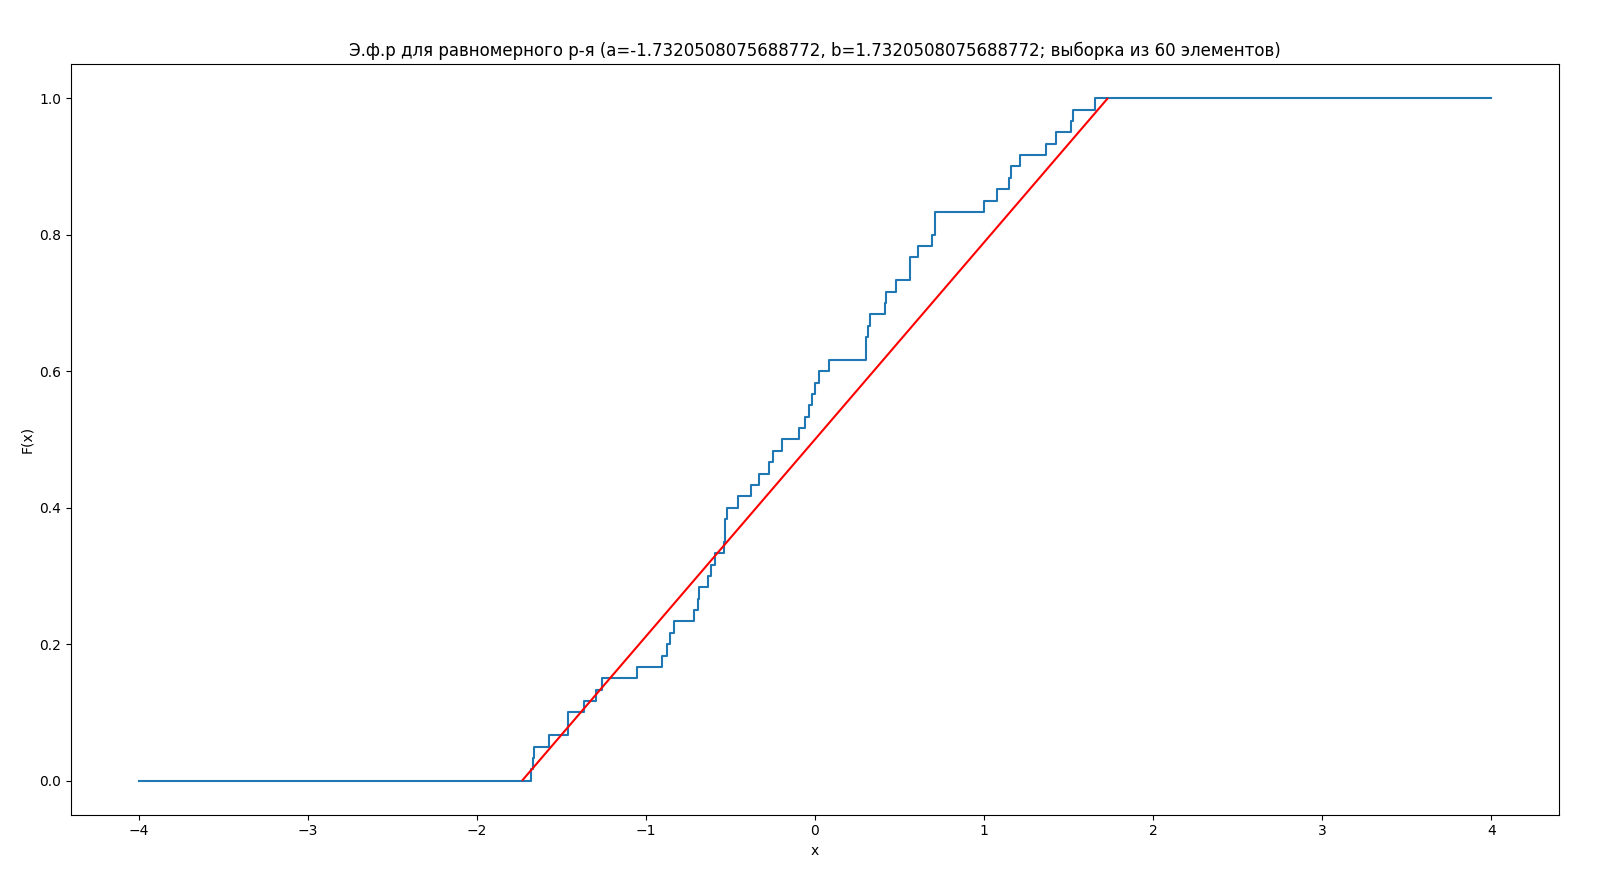 Э.ф.р для равномерного р-я (a=-1.7320508075688772, b=1.7320508075688772; выборка из 60 элементов)
1.0
0.8
0.6
0.4
0.2
0.0
F(x)
−4 −3 −2 −1 0 1 2 3 4
x